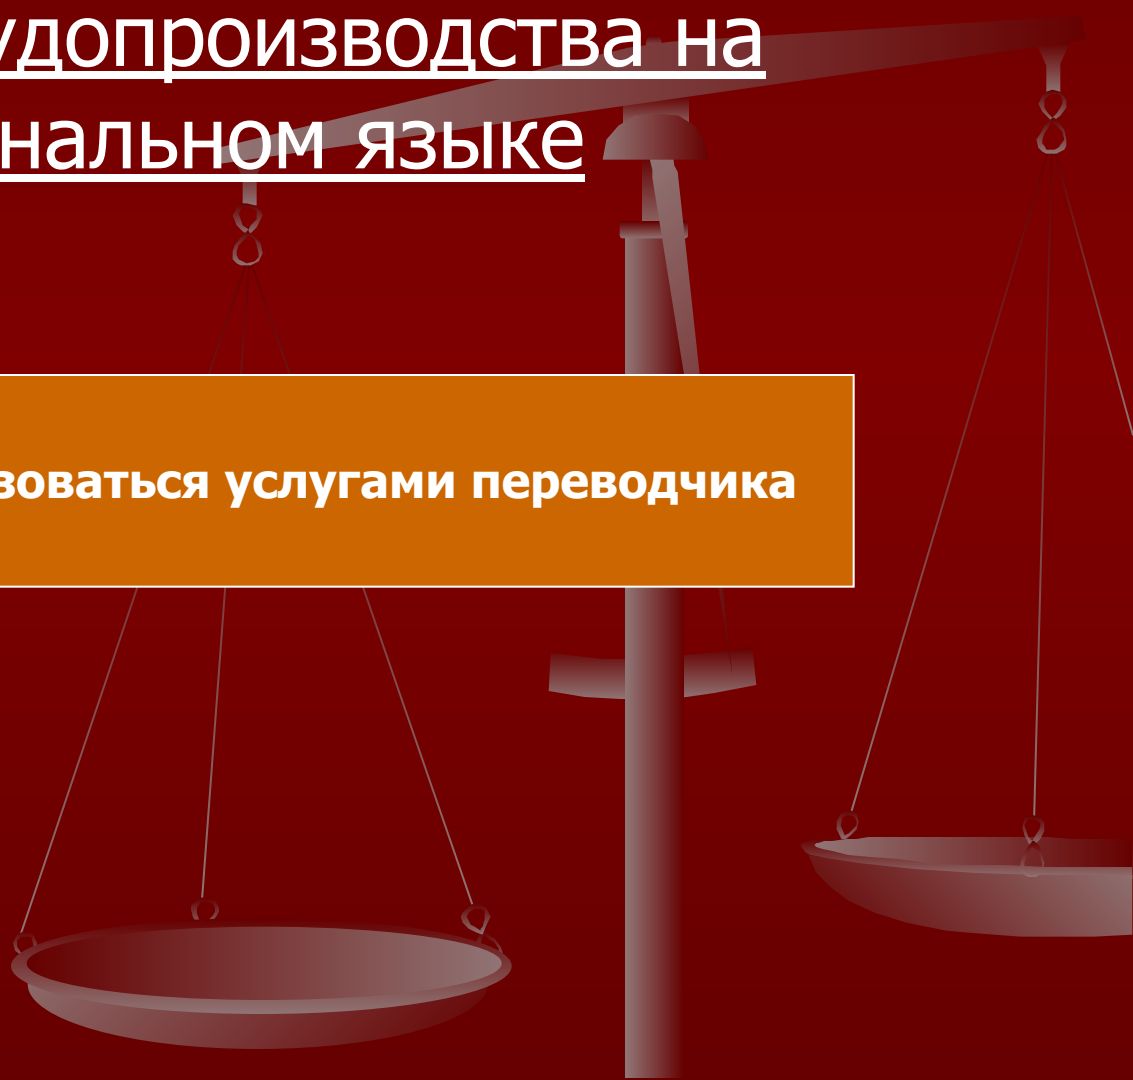 удопроизводства на
нальном языке
зоваться услугами переводчика